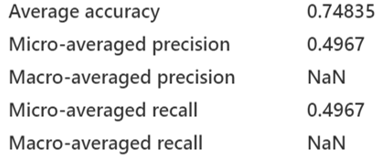 Average accuracy 0.74835
Micro-averaged precision 0.4967
Macro-averaged precision NaN
Micro-averaged recall 0.4967
Macro-averaged recall NaN